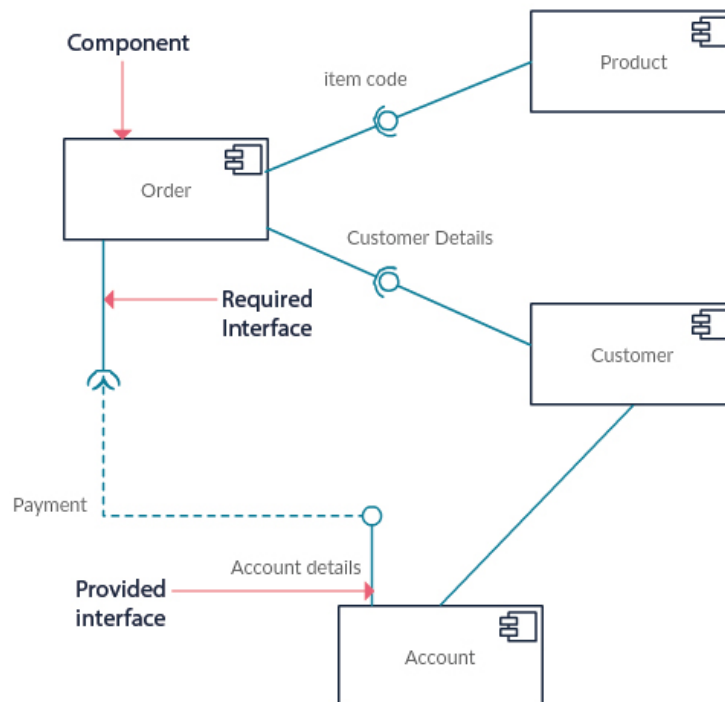 Component
Product
item code
Order
Customer Details
Required
Interface
Customer
Payment
Account details
Provided
interface
Account